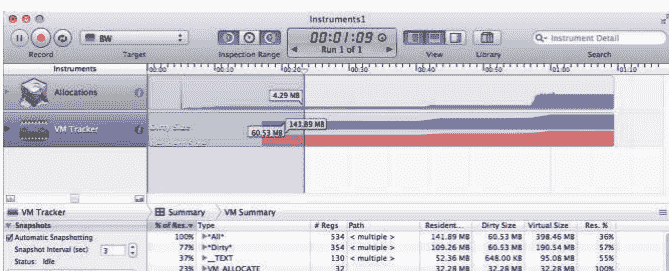 Instruments1
BW
00:01:09
Run 1 of 1
Instrument Detail
Record Target Inspection Range View Library Search
Instruments 00:00 00:10 00:20 00:30 00:40 00:50 01:00 01:10
Allocations
4.29 MB
VM Tracker
Dirty Size
141.89 MB
60.53 MB
VM Tracker Summary VM Summary
Snapshots
% of Res. Type # Regs Path Resident... Dirty Size Virtual Size Res. %
Automatic Snapshotting
100% *All* 534 < multiple > 141.89 MB 60.53 MB 398.46 MB 36%
Snapshot Interval (sec) 3
77% *Dirty* 354 < multiple > 109.26 MB 60.53 MB 190.54 MB 57%
Status: Idle
37% __TEXT 130 < multiple > 52.36 MB 648.00 KB 95.08 MB 55%
23% VM_ALLOCATE 32 32.28 MB 32.28 MB 32.28 MB 100%